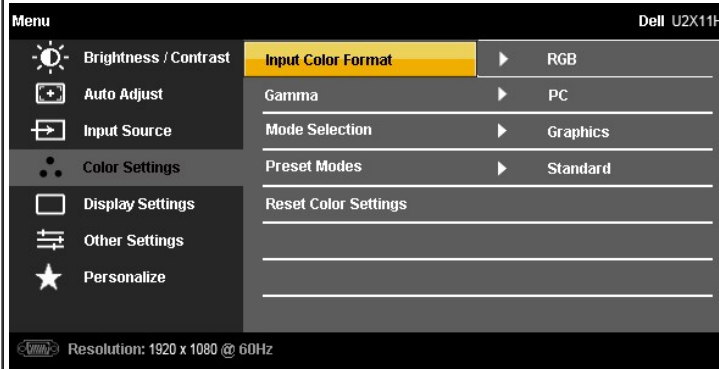 Menu
Dell U2X11H
Brightness / Contrast
Auto Adjust
Input Source
Color Settings
Display Settings
Other Settings
Personalize
Input Color Format RGB
Gamma PC
Mode Selection Graphics
Preset Modes Standard
Reset Color Settings
Resolution: 1920 x 1080 @ 60Hz